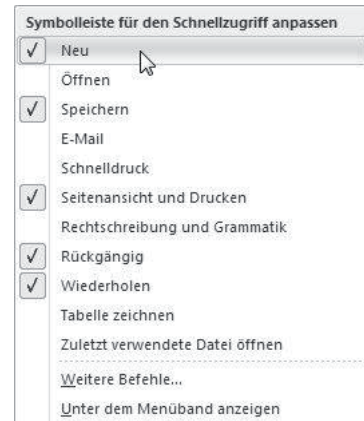 Symbolleiste für den Schnellzugriff anpassen
Neu
Öffnen
Speichern
E-Mail
Schnelldruck
Seitenansicht und Drucken
Rechtschreibung und Grammatik
Rückgängig
Wiederholen
Tabelle zeichnen
Zuletzt verwendete Datei öffnen
Weitere Befehle...
Unter dem Menüband anzeigen